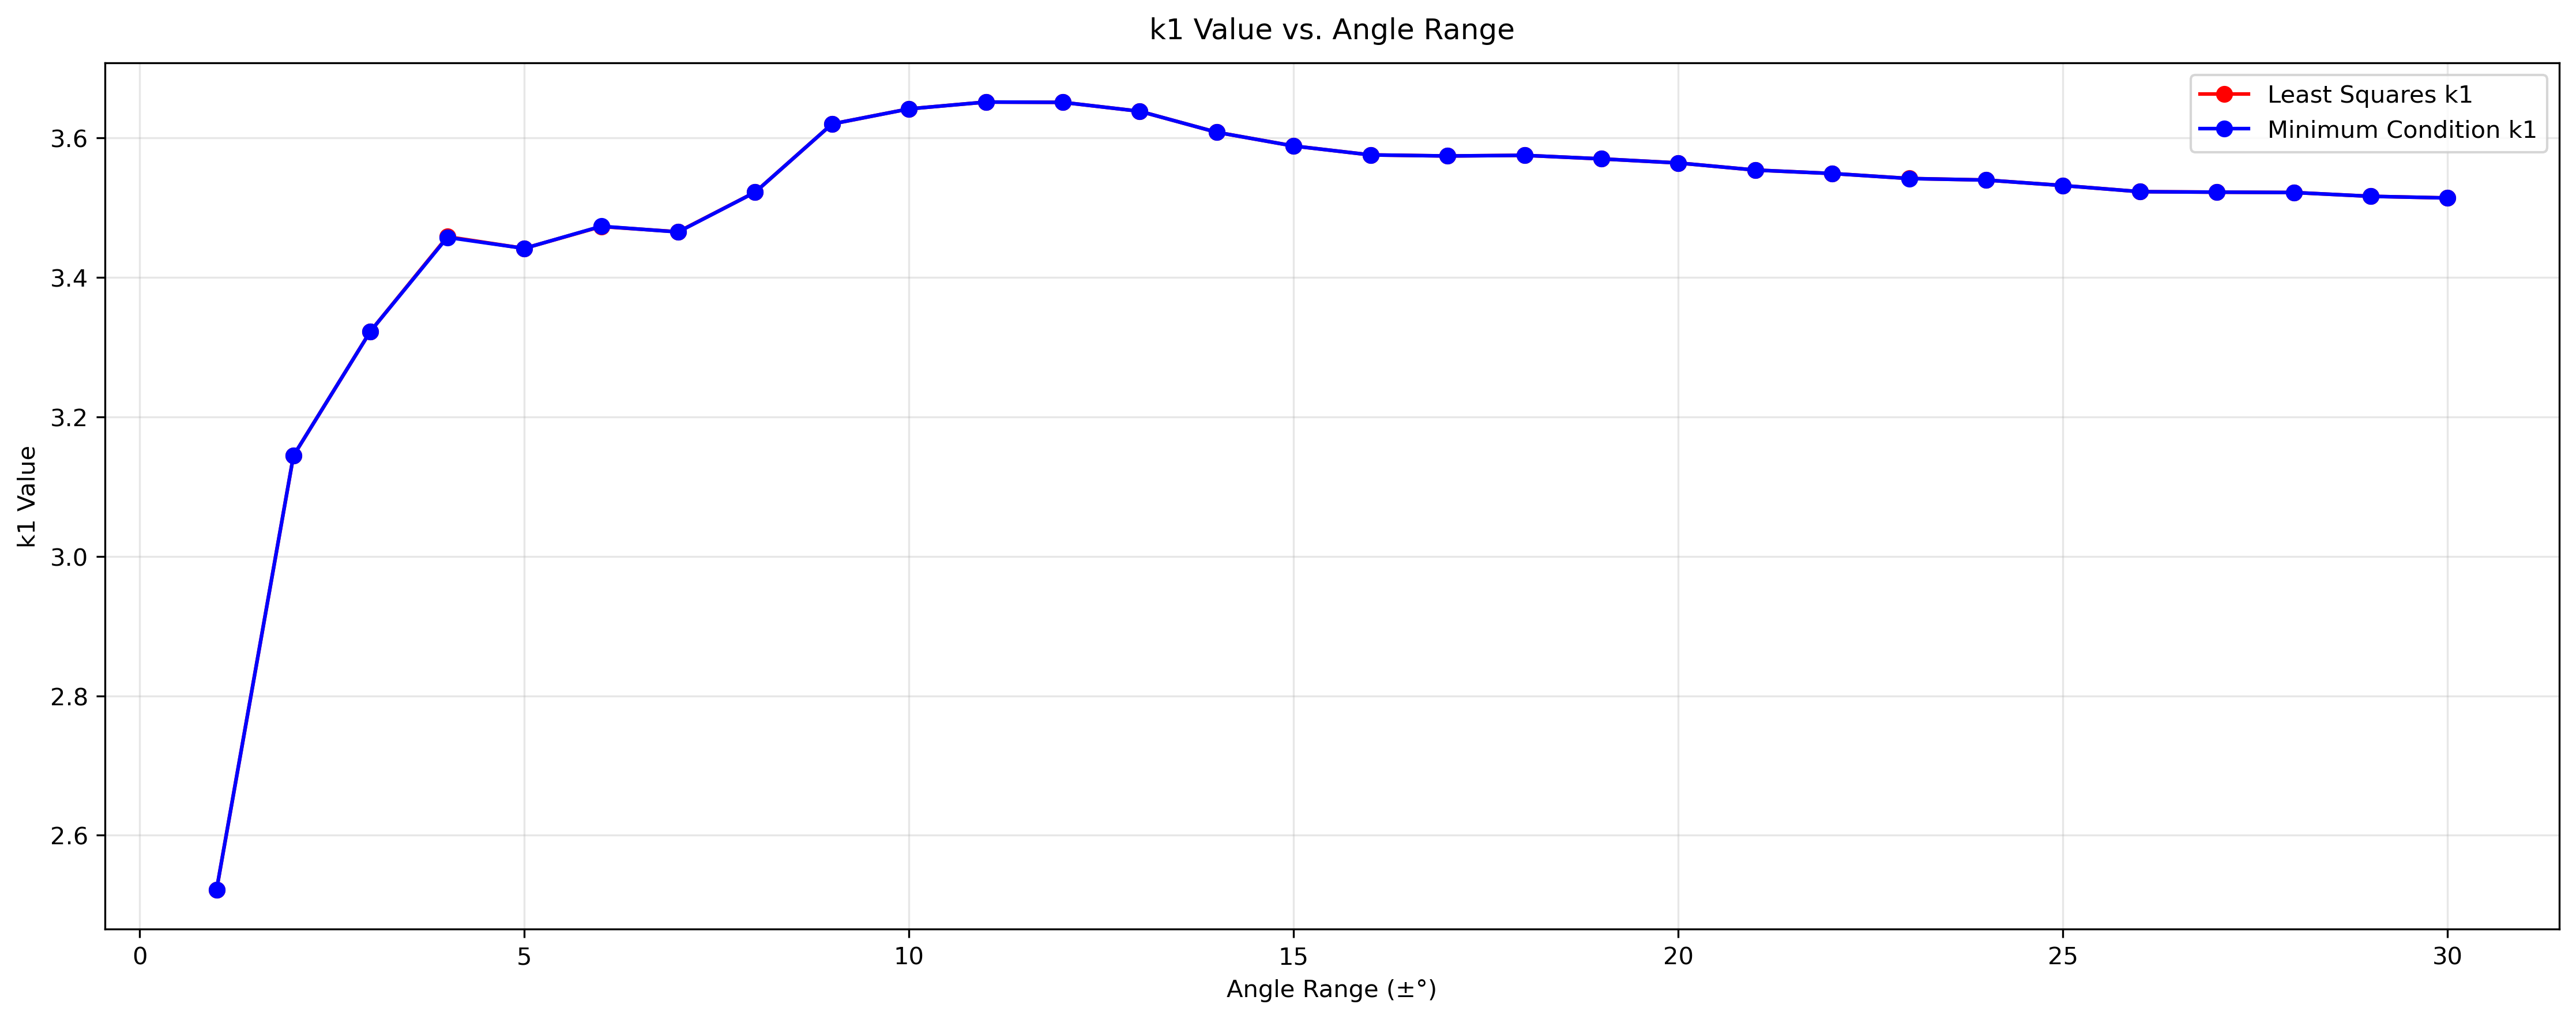 k1 Value vs. Angle Range
Least Squares k1
Minimum Condition k1
k1 Value
3.6
3.4
3.2
3.0
2.8
2.6
0 5 10 15 20 25 30
Angle Range (±°)